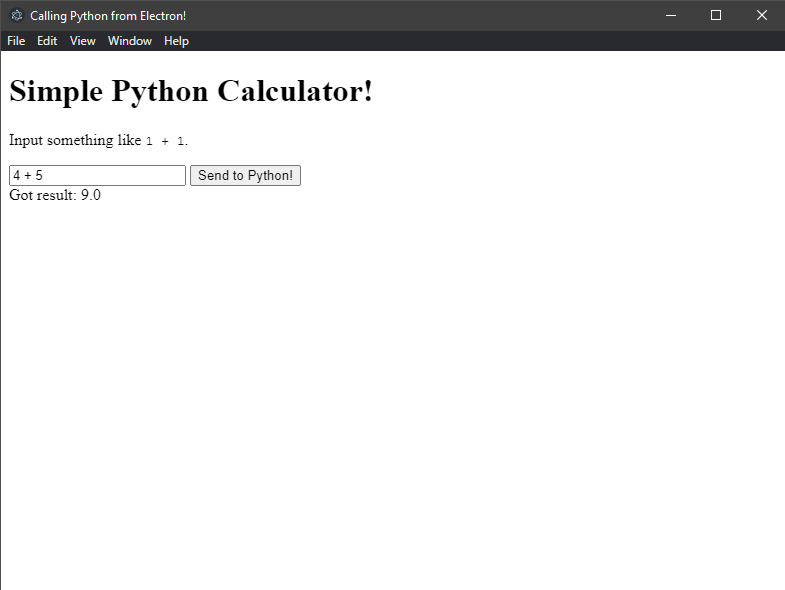 Calling Python from Electron!
File Edit View Window Help
Simple Python Calculator!
Input something like 1 + 1.
4 + 5 Send to Python!
Got result: 9.0